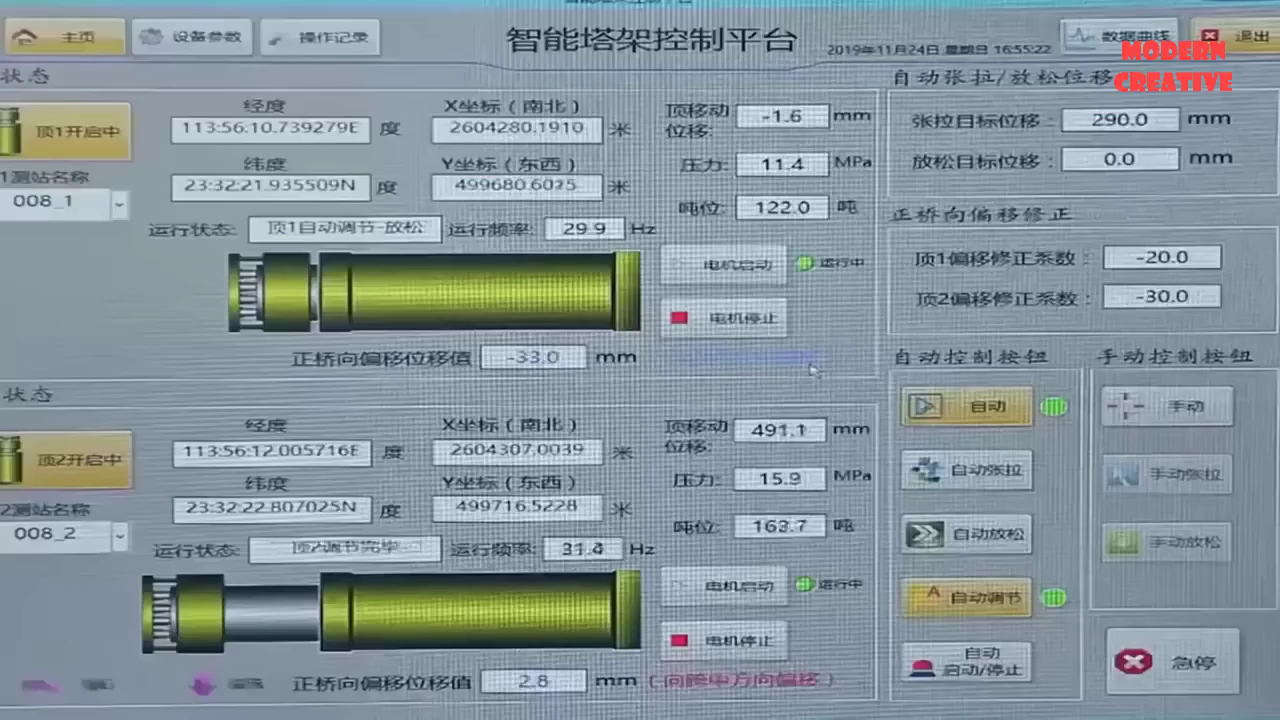 主页
设备参数
操作记录
智能塔架控制平台
2019年11月24日 星期日 16:55:22
数据曲线
退出
MODERN
CREATIVE
状态
顶1开启中
1测站名称
008_1
经度
113:56:10.739279E 度
纬度
23:32:21.935509N 度
X坐标（南北）
2604280.1910 米
Y坐标（东西）
499680.6025 米
顶移动位移: -1.6 mm
压力: 11.4 MPa
吨位: 122.0 吨
运行状态: 顶1自动调节-放松
运行频率: 29.9 Hz
电机启动
运行中
电机停止
正桥向偏移位移值 -33.0 mm
自动张拉/放松位移
张拉目标位移： 290.0 mm
放松目标位移： 0.0 mm
正桥向偏移修正
顶1偏移修正系数： -20.0
顶2偏移修正系数： -30.0
状态
顶2开启中
2测站名称
008_2
经度
113:56:12.005716E 度
纬度
23:32:22.807025N 度
X坐标（南北）
2604307.0039 米
Y坐标（东西）
499716.5228 米
顶移动位移: 491.1 mm
压力: 15.9 MPa
吨位: 163.7 吨
运行状态: 顶2调节完毕
运行频率: 31.4 Hz
电机启动
运行中
电机停止
正桥向偏移位移值 2.8 mm（向跨中方向偏移）
自动控制按钮
自动
自动张拉
自动放松
A 自动调节
自动
启动/停止
手动控制按钮
手动
手动张拉
手动放松
急停